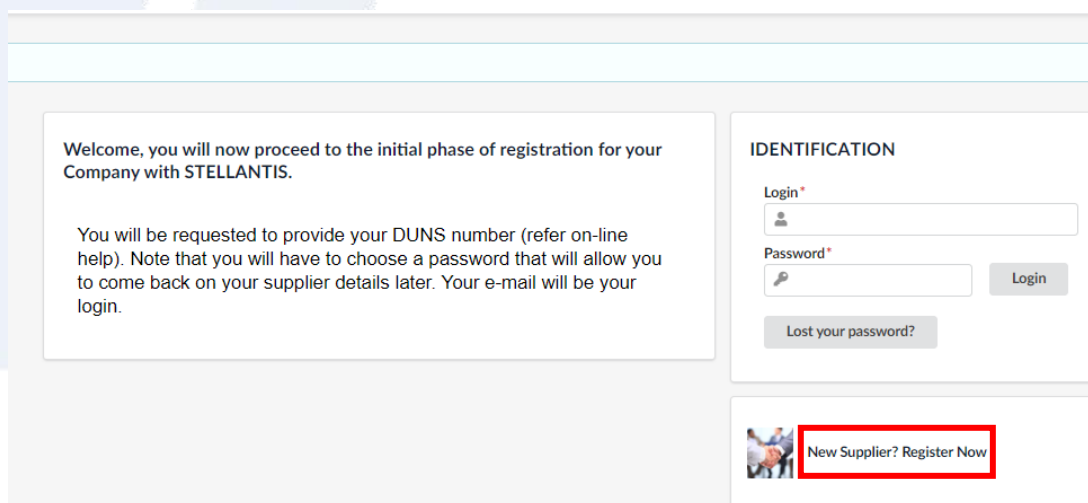 Welcome, you will now proceed to the initial phase of registration for your
Company with STELLANTIS.
You will be requested to provide your DUNS number (refer on-line
help). Note that you will have to choose a password that will allow you
to come back on your supplier details later. Your e-mail will be your
login.
IDENTIFICATION
Login*
Password*
Login
Lost your password?
New Supplier? Register Now